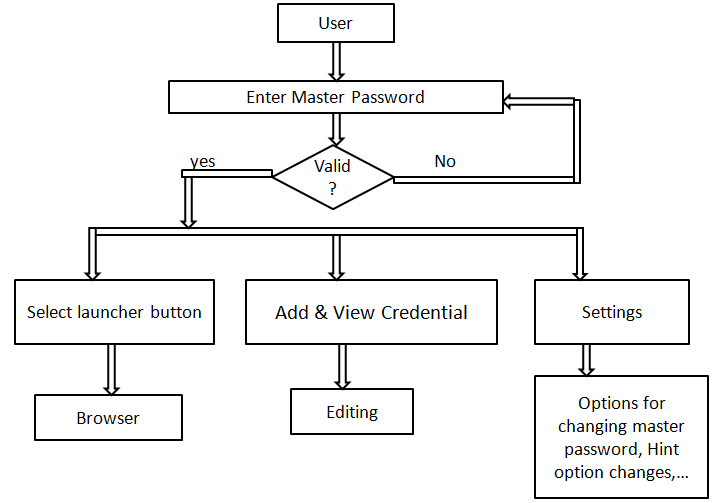 User
Enter Master Password
yes
Valid
?
No
Select launcher button
Add & View Credential
Settings
Browser
Editing
Options for
changing master
password, Hint
option changes,...